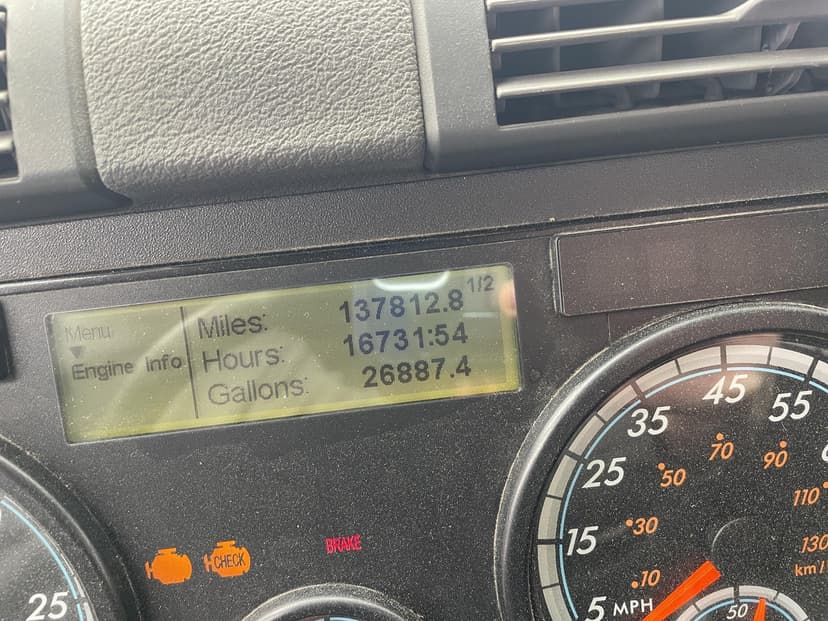 1/2
Menu
Miles: 137812.8
Engine Info
Hours: 16731:54
Gallons: 26887.4
CHECK
BRAKE
5 MPH
15
25
35
45
55
10
30
50
70
90
110
130
km/
25
50